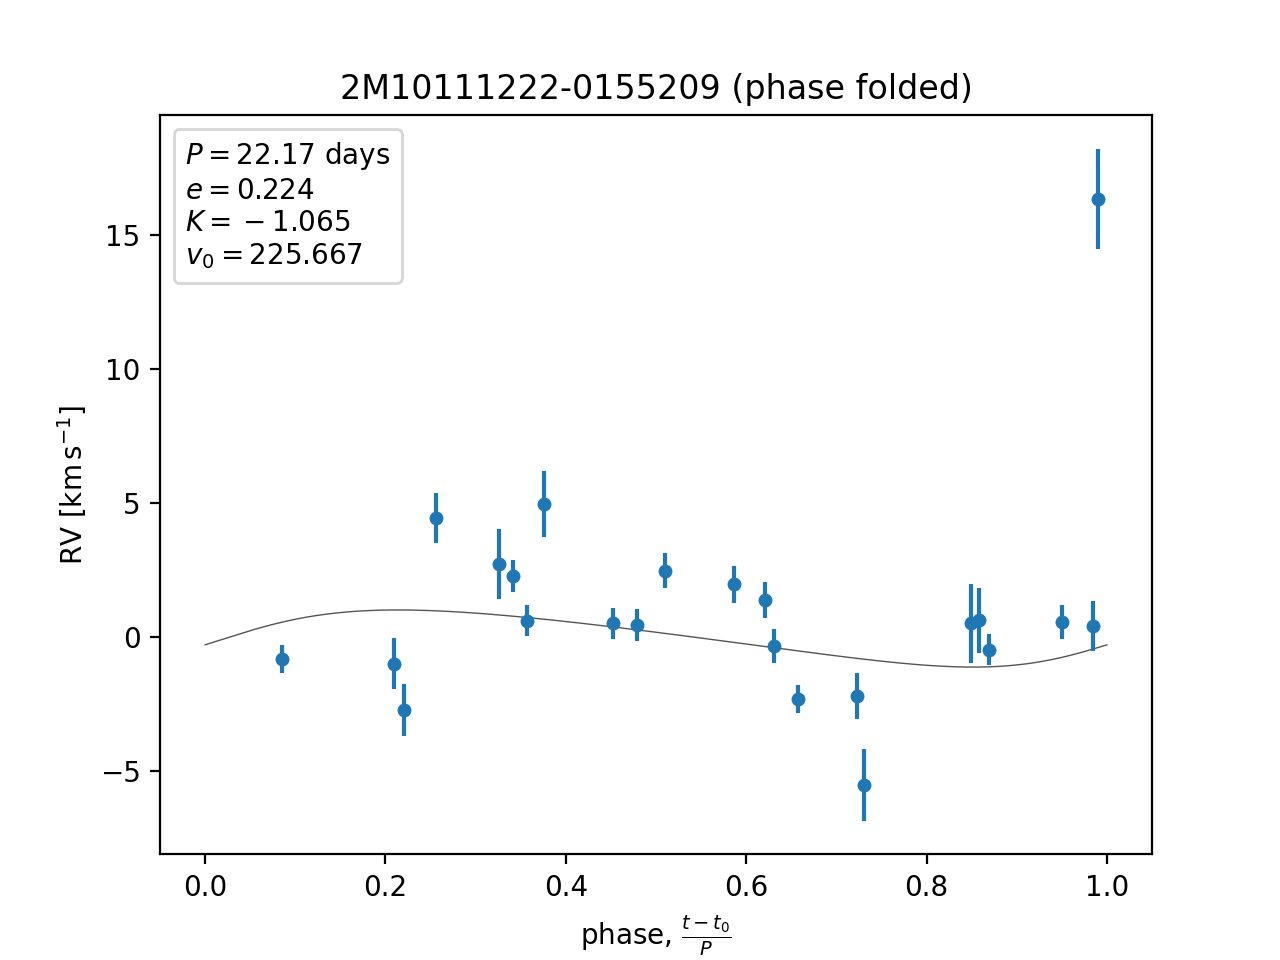 2M10111222-0155209 (phase folded)
P = 22.17 days
e = 0.224
K = −1.065
v₀ = 225.667
15
10
5
0
−5
RV [km s⁻¹]
0.0 0.2 0.4 0.6 0.8 1.0
phase, (t − t₀)/P